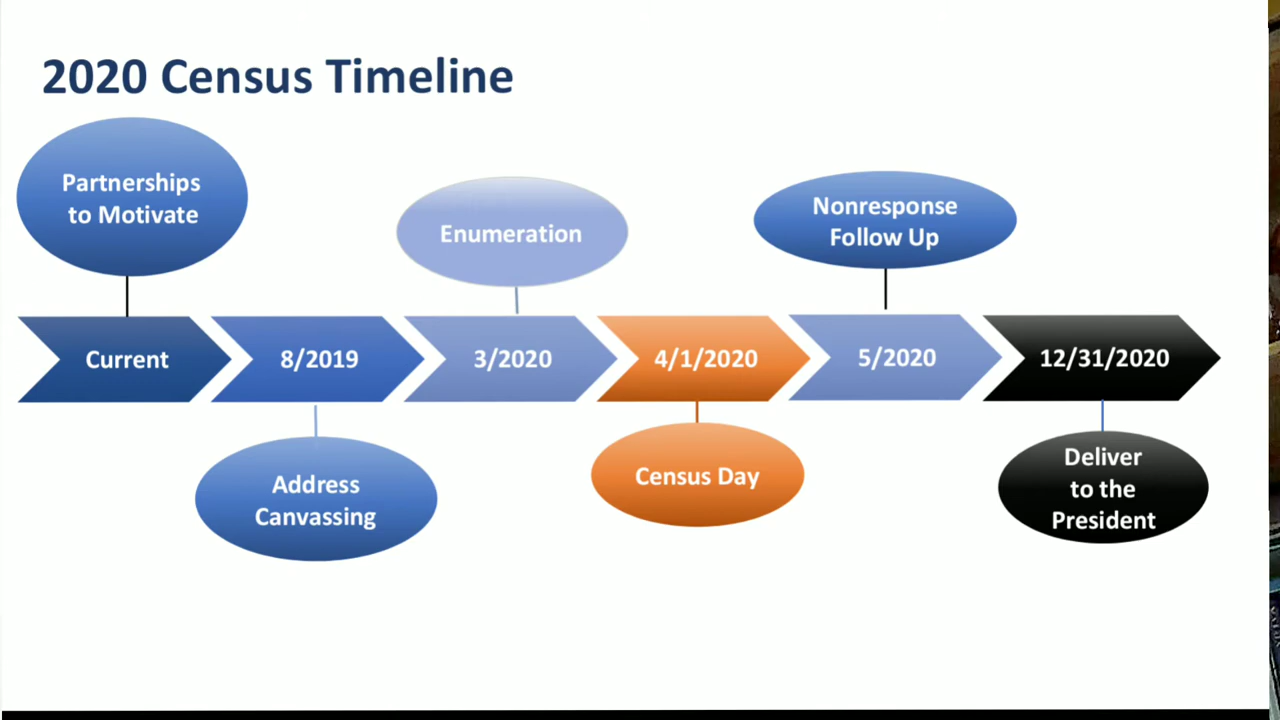 2020 Census Timeline
Partnerships
to Motivate
Enumeration
Nonresponse
Follow Up
Current
8/2019
3/2020
4/1/2020
5/2020
12/31/2020
Address
Canvassing
Census Day
Deliver
to the
President